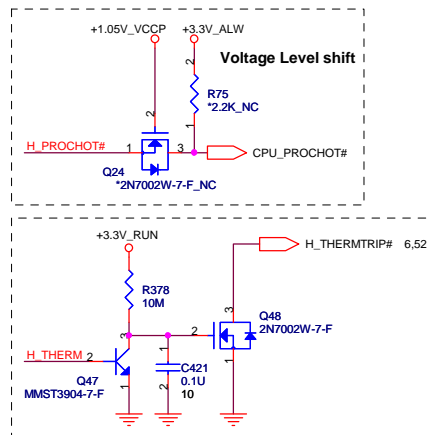 +1.05V_VCCP +3.3V_ALW
Voltage Level shift
2
2
R75
*2.2K_NC
1
H_PROCHOT# 1 3 CPU_PROCHOT#
Q24
*2N7002W-7-F_NC
+3.3V_RUN
H_THERMTRIP# 6,52
R378
10M
3
Q48
2N7002W-7-F
3
2
1
H_THERM 2
C421
0.1U
10
Q47
MMST3904-7-F
1
2
1